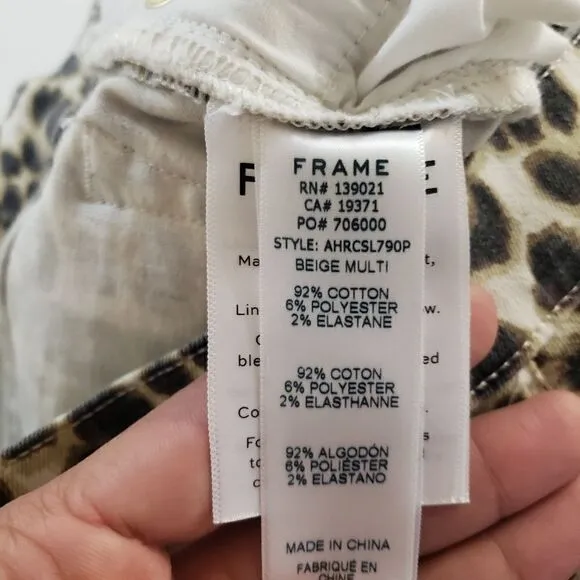 FRAME
RN# 139021
CA# 19371
PO# 706000
STYLE: AHRCSL790P
BEIGE MULTI
92% COTTON
6% POLYESTER
2% ELASTANE
92% COTON
6% POLYESTER
2% ELASTHANNE
92% ALGODÓN
6% POLIÉSTER
2% ELASTANO
MADE IN CHINA
FABRIQUÉ EN
CHINE